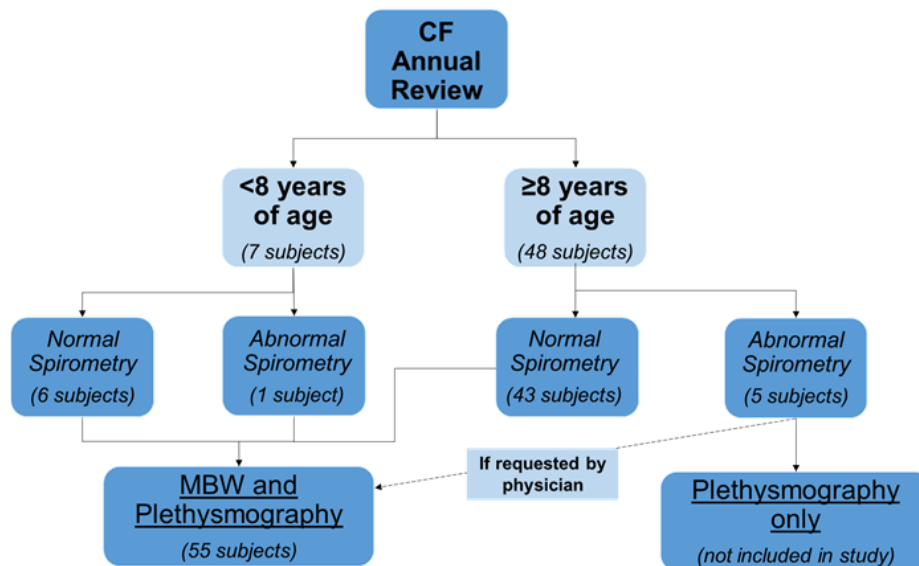 CF
Annual
Review
<8 years
of age
(7 subjects)
≥8 years
of age
(48 subjects)
Normal
Spirometry
(6 subjects)
Abnormal
Spirometry
(1 subject)
Normal
Spirometry
(43 subjects)
Abnormal
Spirometry
(5 subjects)
If requested by
physician
MBW and
Plethysmography
(55 subjects)
Plethysmography
only
(not included in study)